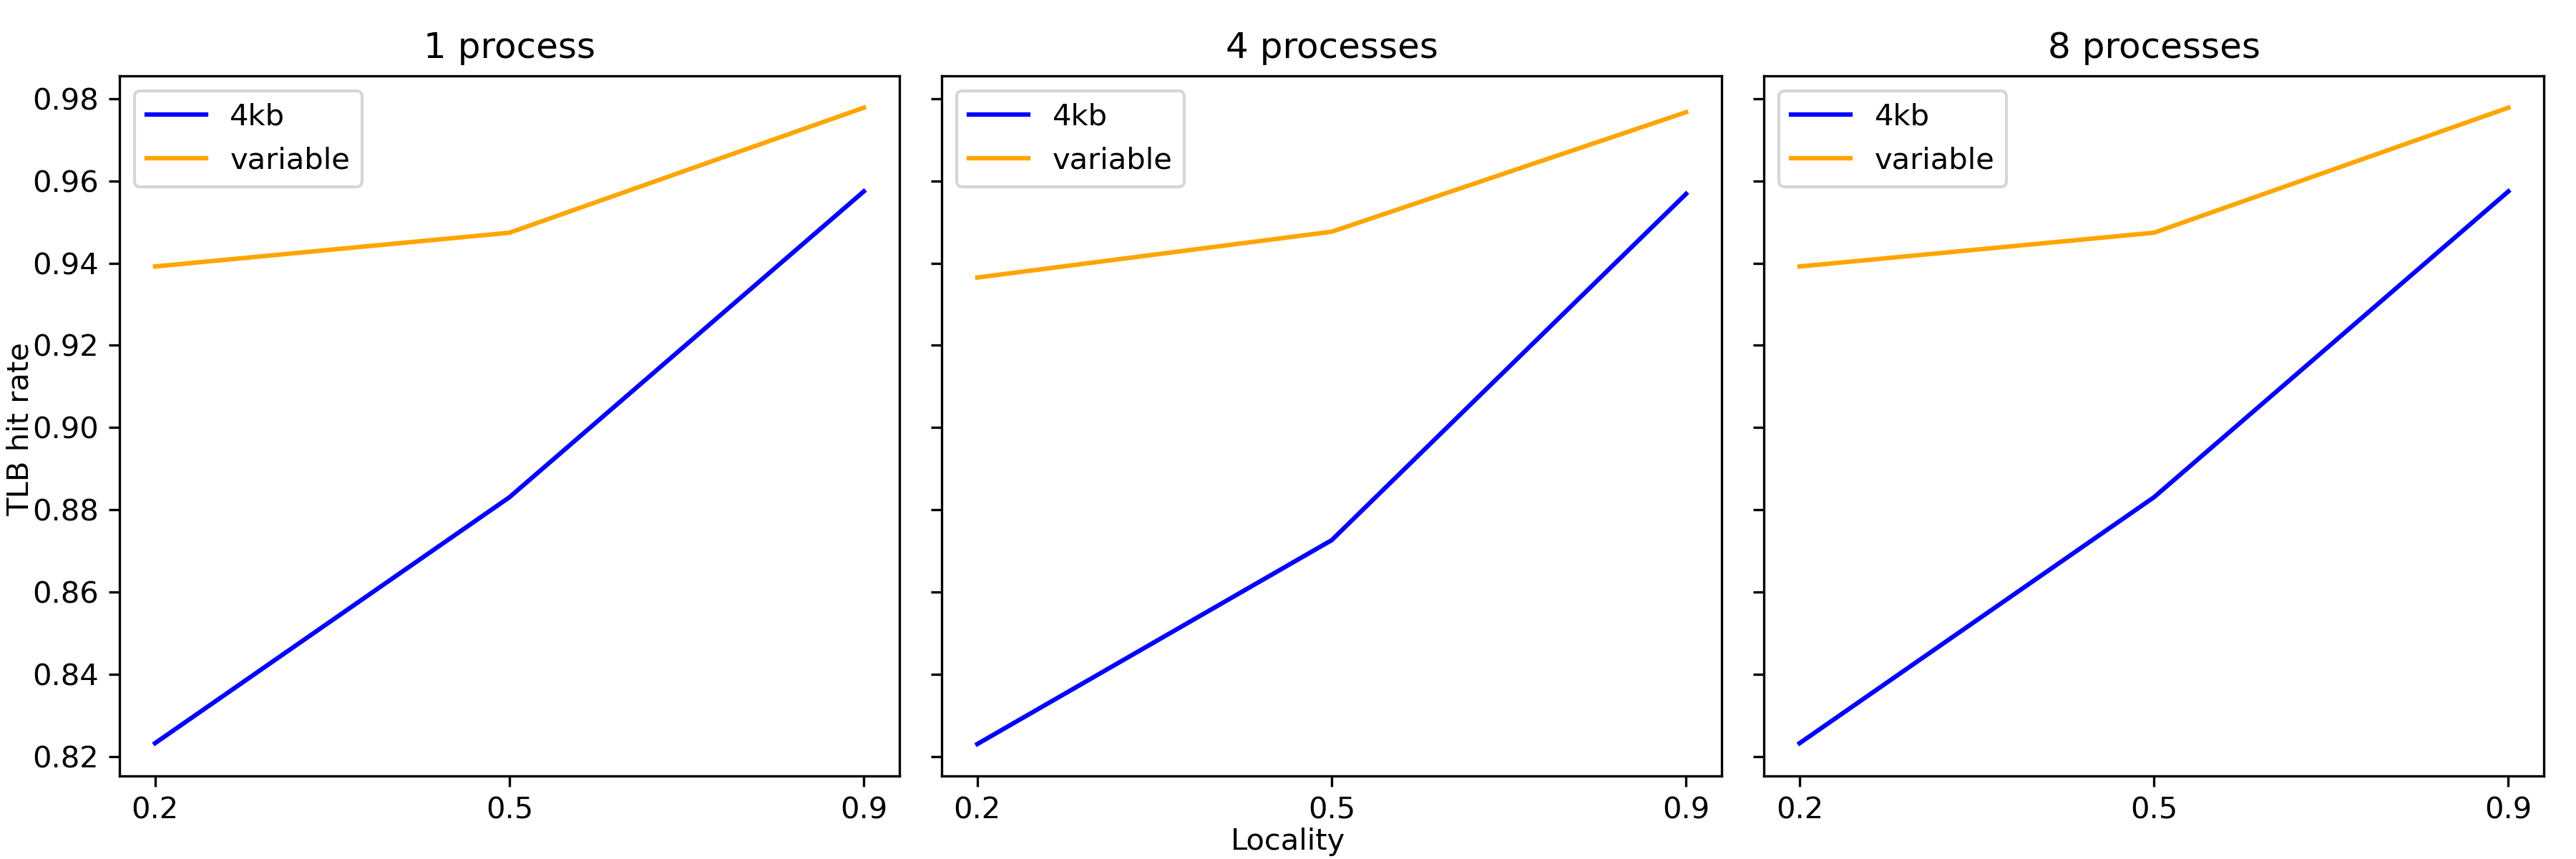 1 process
4 processes
8 processes
4kb
variable
4kb
variable
4kb
variable
TLB hit rate
0.98
0.96
0.94
0.92
0.90
0.88
0.86
0.84
0.82
0.2
0.5
0.9
0.2
0.5
0.9
0.2
0.5
0.9
Locality